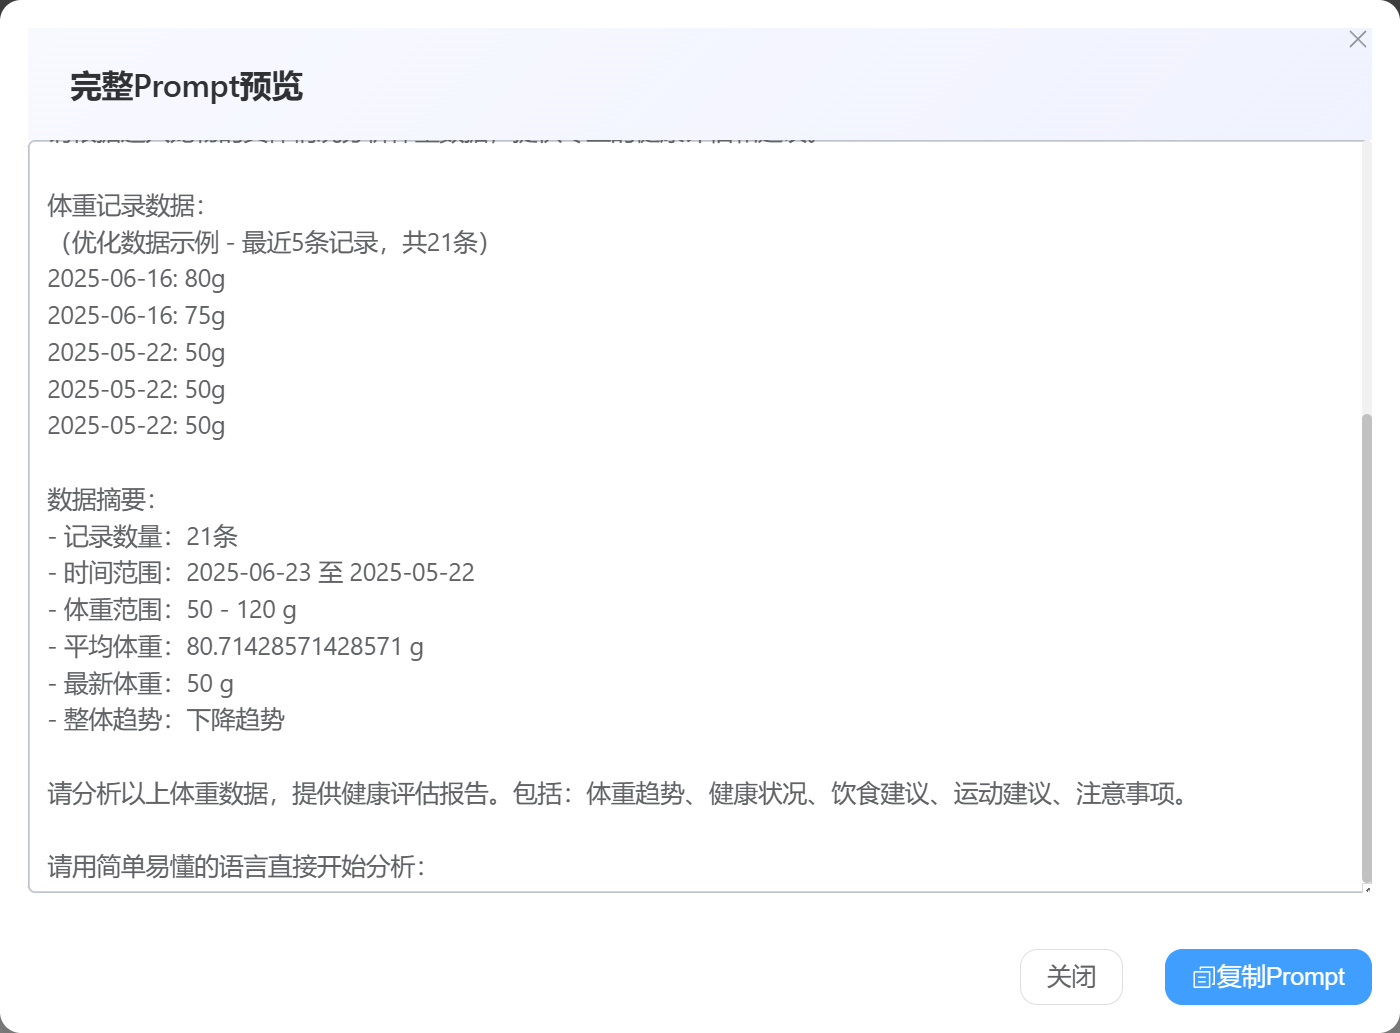 完整Prompt预览
体重记录数据：
（优化数据示例 - 最近5条记录，共21条）
2025-06-16: 80g
2025-06-16: 75g
2025-05-22: 50g
2025-05-22: 50g
2025-05-22: 50g
数据摘要：
- 记录数量：21条
- 时间范围：2025-06-23 至 2025-05-22
- 体重范围：50 - 120 g
- 平均体重：80.71428571428571 g
- 最新体重：50 g
- 整体趋势：下降趋势
请分析以上体重数据，提供健康评估报告。包括：体重趋势、健康状况、饮食建议、运动建议、注意事项。
请用简单易懂的语言直接开始分析：
关闭
复制Prompt